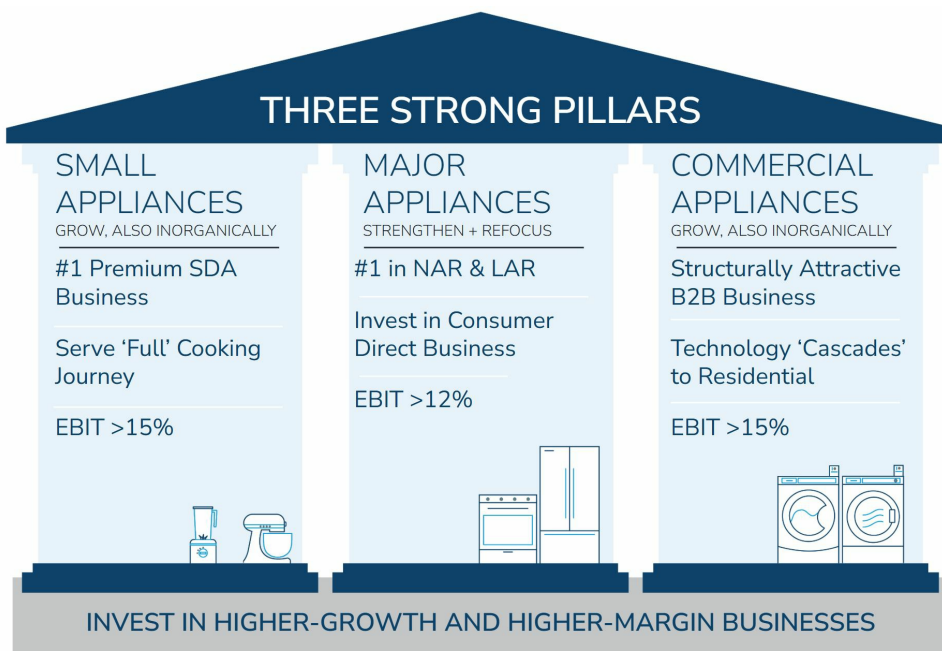 THREE STRONG PILLARS
SMALL
APPLIANCES
GROW, ALSO INORGANICALLY
#1 Premium SDA
Business
Serve ‘Full’ Cooking
Journey
EBIT >15%
MAJOR
APPLIANCES
STRENGTHEN + REFOCUS
#1 in NAR & LAR
Invest in Consumer
Direct Business
EBIT >12%
COMMERCIAL
APPLIANCES
GROW, ALSO INORGANICALLY
Structurally Attractive
B2B Business
Technology ‘Cascades’
to Residential
EBIT >15%
INVEST IN HIGHER-GROWTH AND HIGHER-MARGIN BUSINESSES